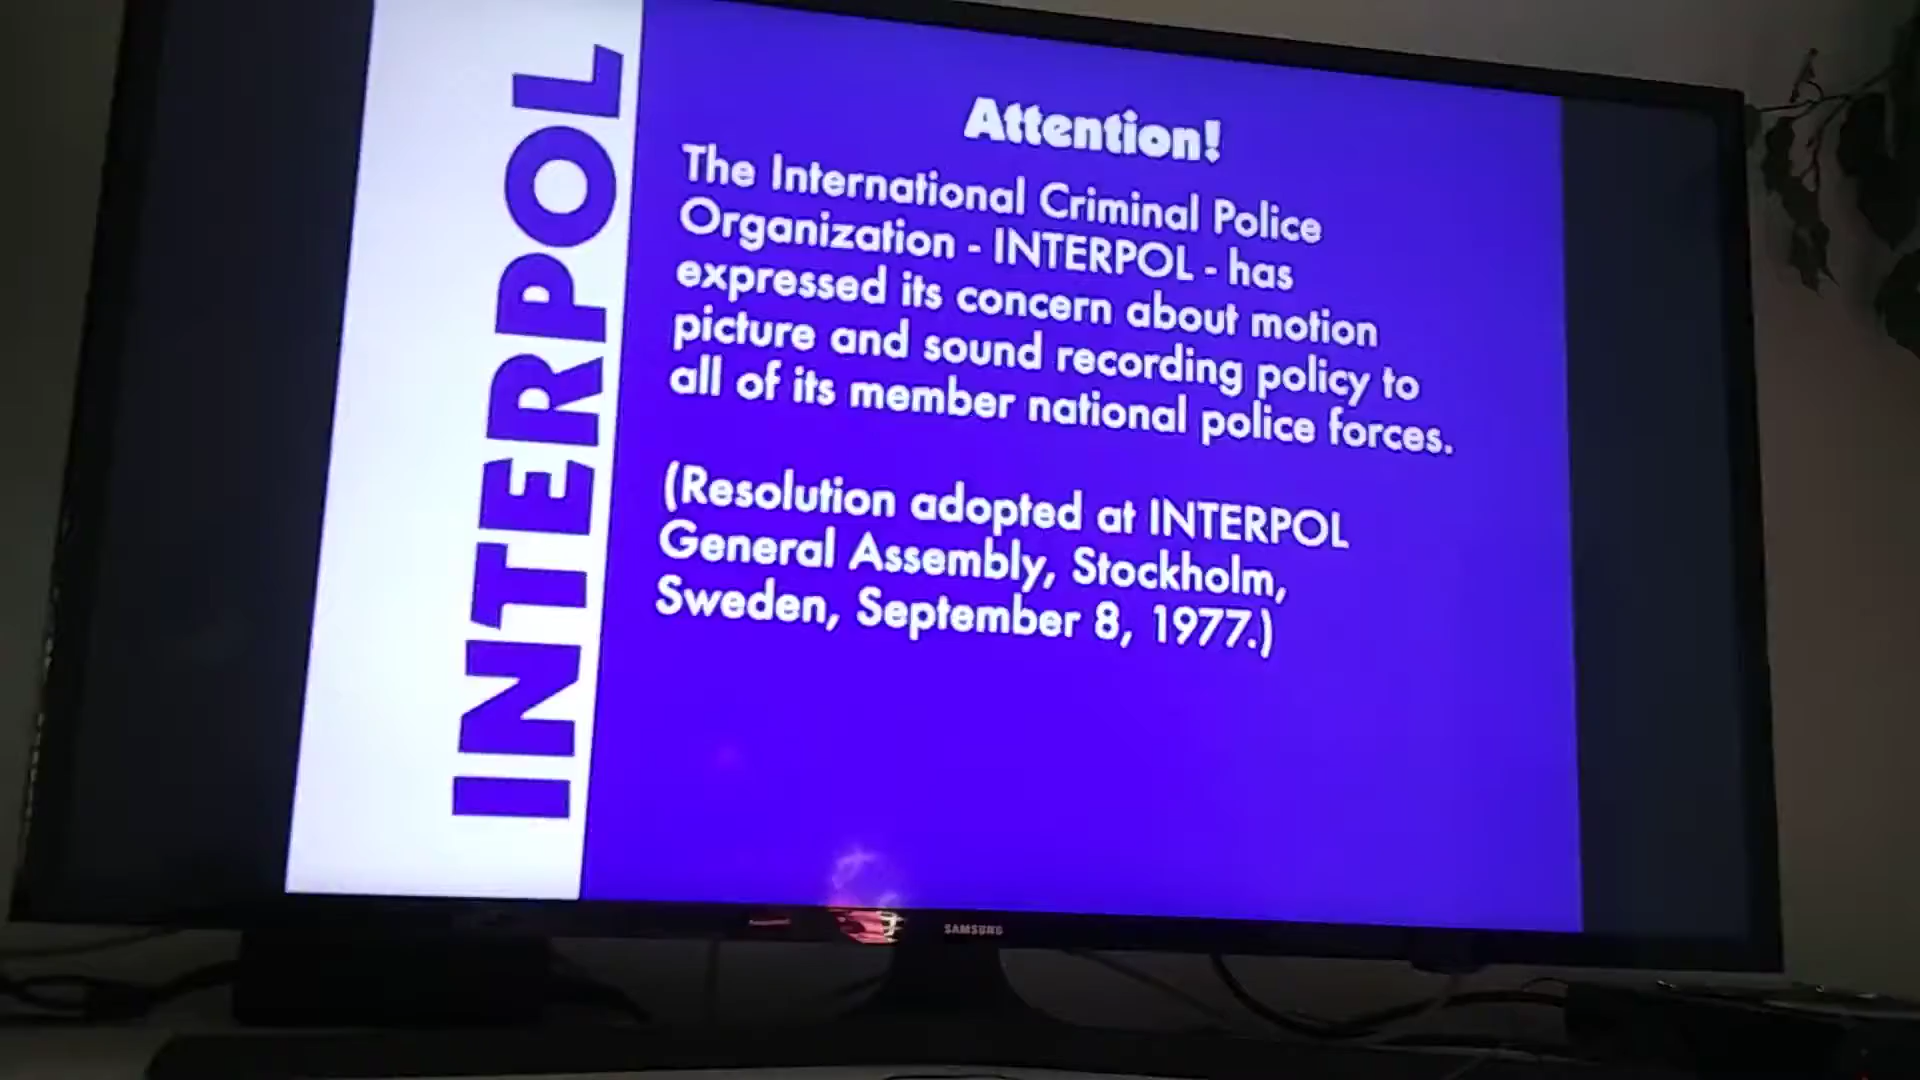 INTERPOL
Attention!
The International Criminal Police
Organization - INTERPOL - has
expressed its concern about motion
picture and sound recording policy to
all of its member national police forces.
(Resolution adopted at INTERPOL
General Assembly, Stockholm,
Sweden, September 8, 1977.)
SAMSUNG